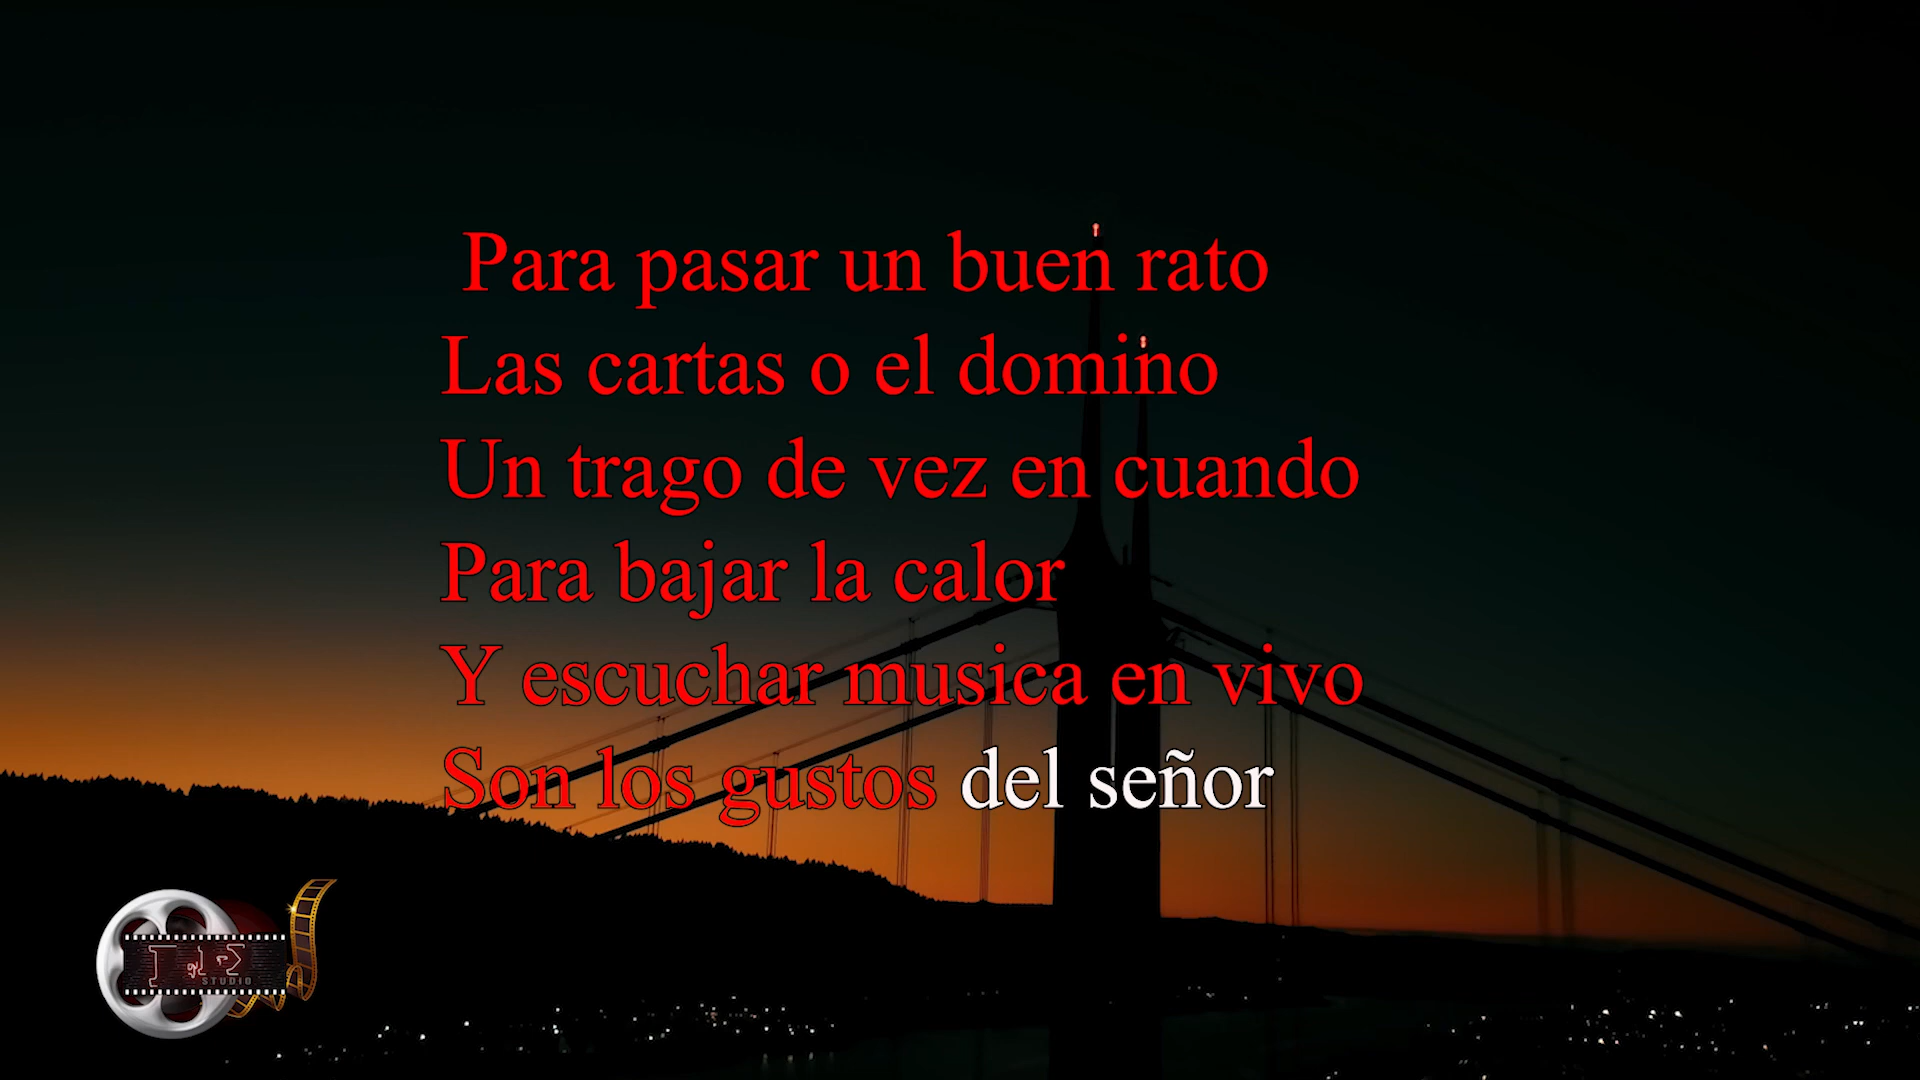 Para pasar un buen rato
Las cartas o el domino
Un trago de vez en cuando
Para bajar la calor
Y escuchar musica en vivo
Son los gustos del señor
STUDIO